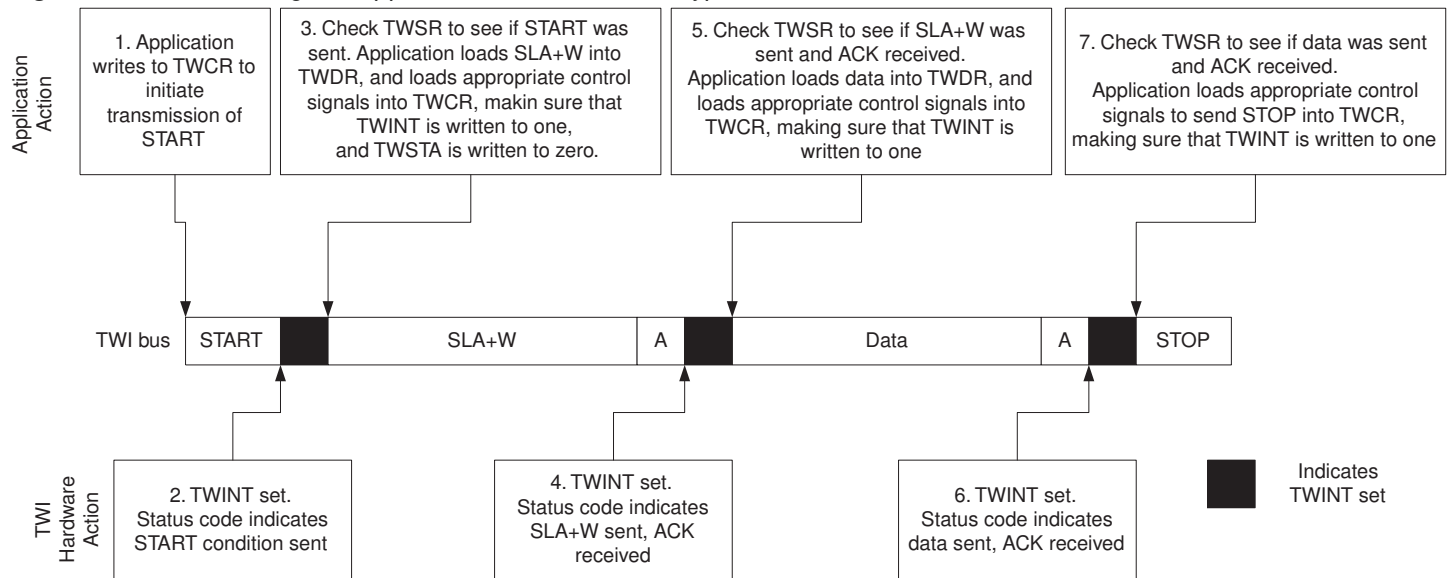 Application
Action
1. Application
writes to TWCR to
initiate
transmission of
START
3. Check TWSR to see if START was
sent. Application loads SLA+W into
TWDR, and loads appropriate control
signals into TWCR, makin sure that
TWINT is written to one,
and TWSTA is written to zero.
5. Check TWSR to see if SLA+W was
sent and ACK received.
Application loads data into TWDR, and
loads appropriate control signals into
TWCR, making sure that TWINT is
written to one
7. Check TWSR to see if data was sent
and ACK received.
Application loads appropriate control
signals to send STOP into TWCR,
making sure that TWINT is written to one
TWI bus
START
SLA+W
A
Data
A
STOP
TWI
Hardware
Action
2. TWINT set.
Status code indicates
START condition sent
4. TWINT set.
Status code indicates
SLA+W sent, ACK
received
6. TWINT set.
Status code indicates
data sent, ACK received
Indicates
TWINT set